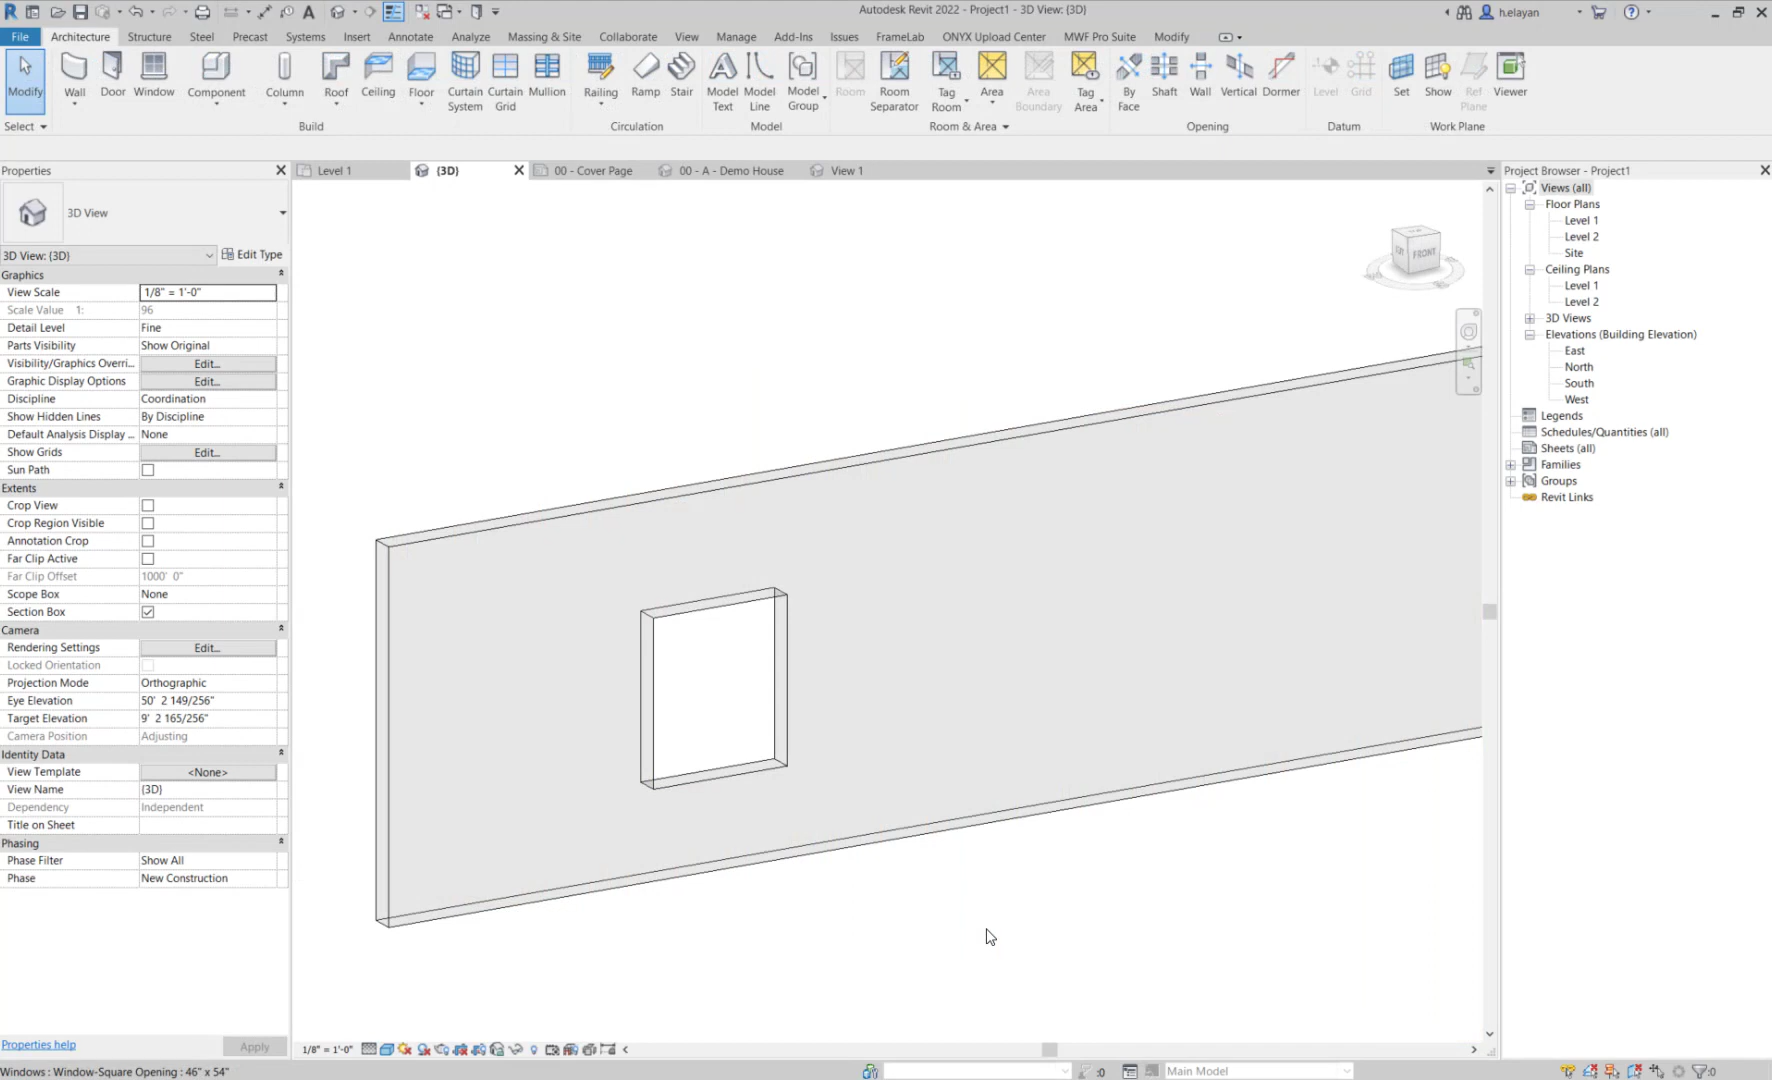 Autodesk Revit 2022 - Project1 - 3D View: {3D}
h.elayan
File Architecture Structure Steel Precast Systems Insert Annotate Analyze Massing & Site Collaborate View Manage Add-Ins Issues FrameLab ONYX Upload Center MWF Pro Suite Modify
Modify Wall Door Window Component Column Roof Ceiling Floor Curtain System Curtain Grid Mullion Railing Ramp Stair Model Text Model Line Model Group Room Room Separator Tag Room Area Area Boundary Tag Area By Face Shaft Wall Vertical Dormer Level Grid Set Show Ref Plane Viewer
Select Build Circulation Model Room & Area Opening Datum Work Plane
Properties
Level 1 {3D} 00 - Cover Page 00 - A - Demo House View 1
Project Browser - Project1
3D View
3D View: {3D} Edit Type
Graphics
View Scale 1/8" = 1'-0"
Scale Value 1: 96
Detail Level Fine
Parts Visibility Show Original
Visibility/Graphics Overri... Edit...
Graphic Display Options Edit...
Discipline Coordination
Show Hidden Lines By Discipline
Default Analysis Display ... None
Show Grids Edit...
Sun Path
Extents
Crop View
Crop Region Visible
Annotation Crop
Far Clip Active
Far Clip Offset 1000' 0"
Scope Box None
Section Box
Camera
Rendering Settings Edit...
Locked Orientation
Projection Mode Orthographic
Eye Elevation 50' 2 149/256"
Target Elevation 9' 2 165/256"
Camera Position Adjusting
Identity Data
View Template <None>
View Name {3D}
Dependency Independent
Title on Sheet
Phasing
Phase Filter Show All
Phase New Construction
Properties help Apply
FRONT
Views (all)
Floor Plans
Level 1
Level 2
Site
Ceiling Plans
Level 1
Level 2
3D Views
Elevations (Building Elevation)
East
North
South
West
Legends
Schedules/Quantities (all)
Sheets (all)
Families
Groups
Revit Links
1/8" = 1'-0"
Windows : Window-Square Opening : 46" x 54"
:0
Main Model
:0